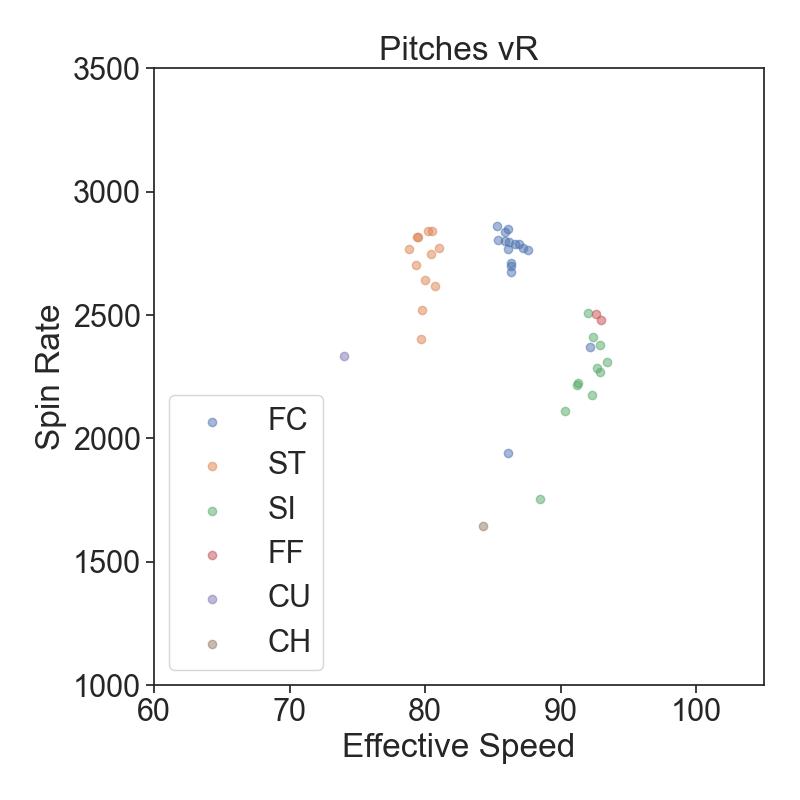 Pitches vR
3500
3000
2500
2000
1500
1000
Spin Rate
FC
ST
SI
FF
CU
CH
60 70 80 90 100
Effective Speed